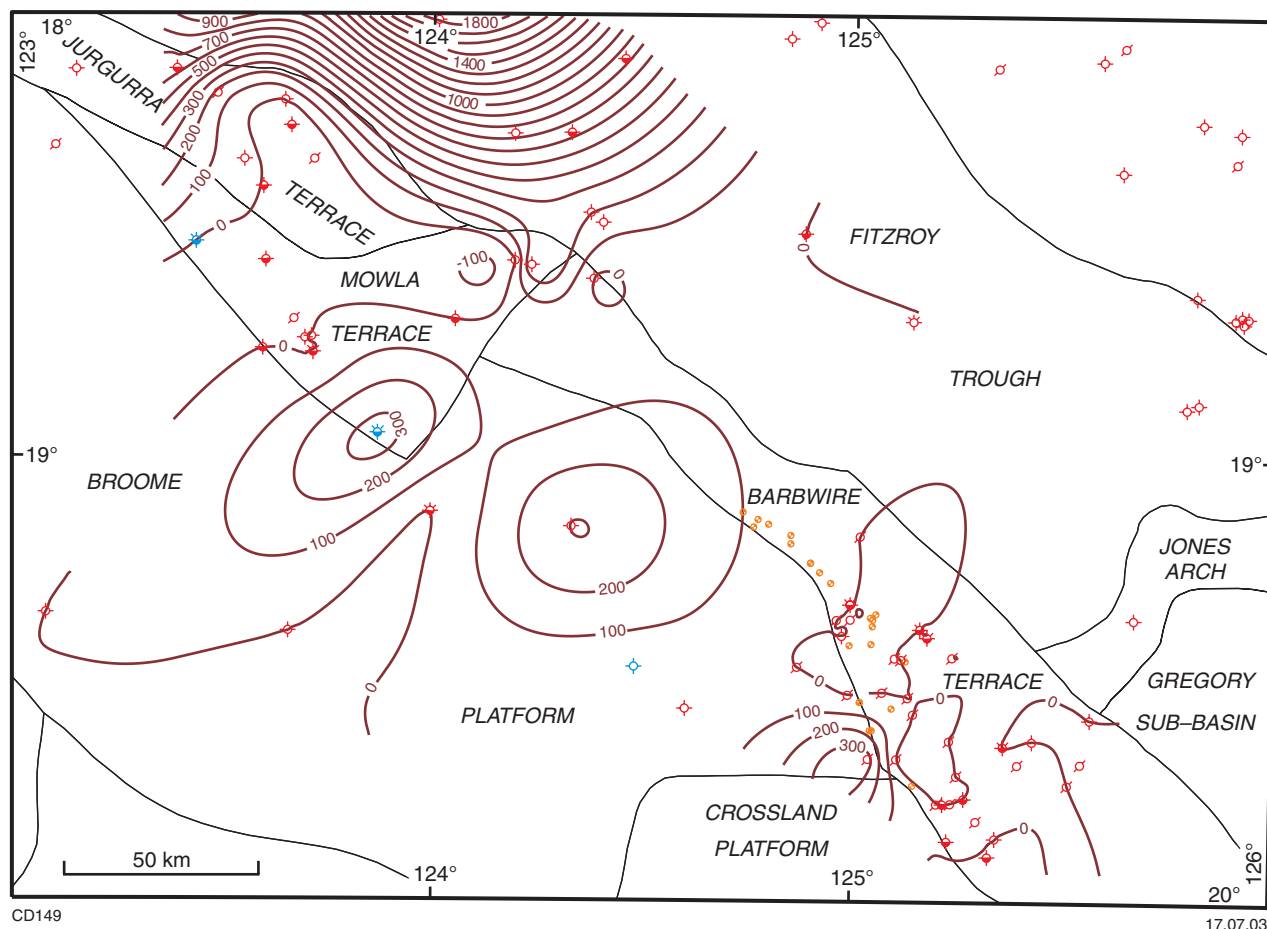 900
1800
18°
124°
125°
123°
JURGURRA
700
500
1400
300
1000
200
100
TERRACE
0
FITZROY
0
-100
MOWLA
0
TERRACE
0
TROUGH
300
19°
19°
BROOME
200
BARBWIRE
100
JONES
ARCH
200
100
0
TERRACE
GREGORY
0
0
0
PLATFORM
100
SUB–BASIN
200
300
CROSSLAND
PLATFORM
0
50 km
124°
125°
126°
20°
CD149
17.07.03